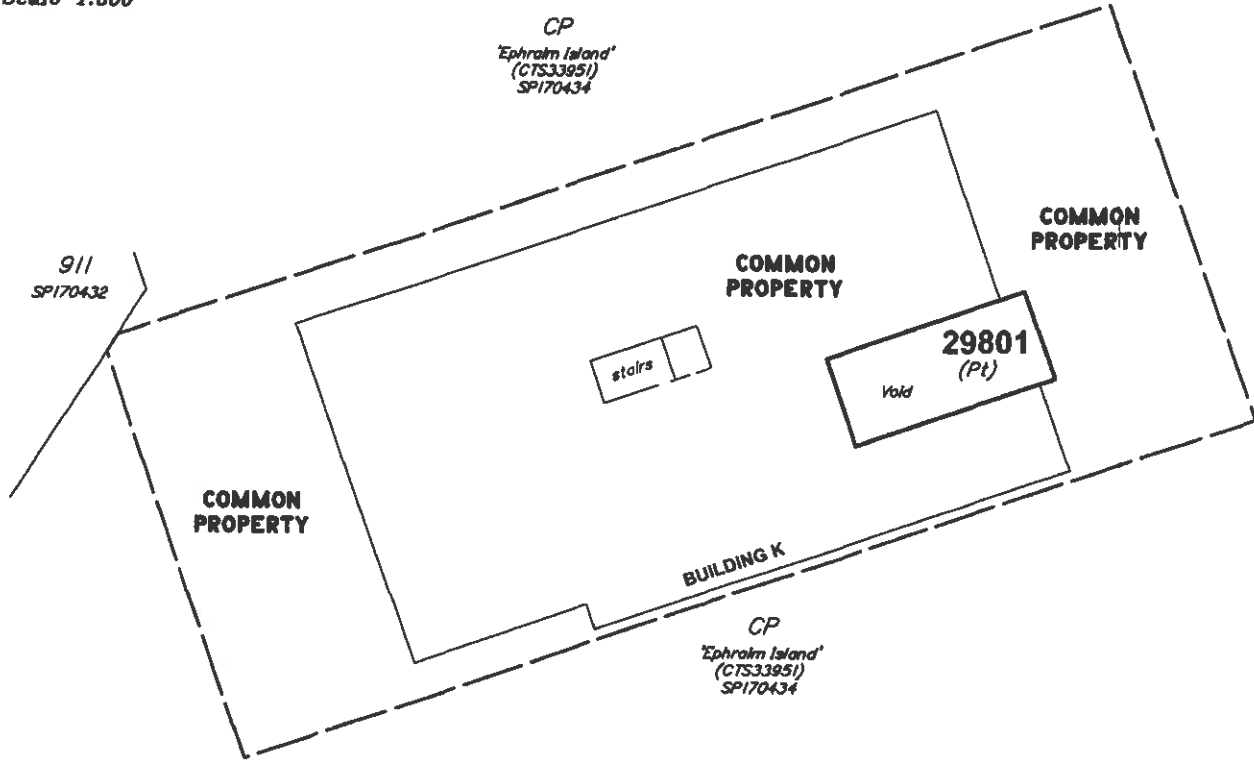 CP
'Ephraim Island'
(CTS33951)
SP170434
COMMON
PROPERTY
911
SP170432
COMMON
PROPERTY
29801
(Pt)
stairs
Void
COMMON
PROPERTY
BUILDING K
CP
'Ephraim Island'
(CTS33951)
SP170434